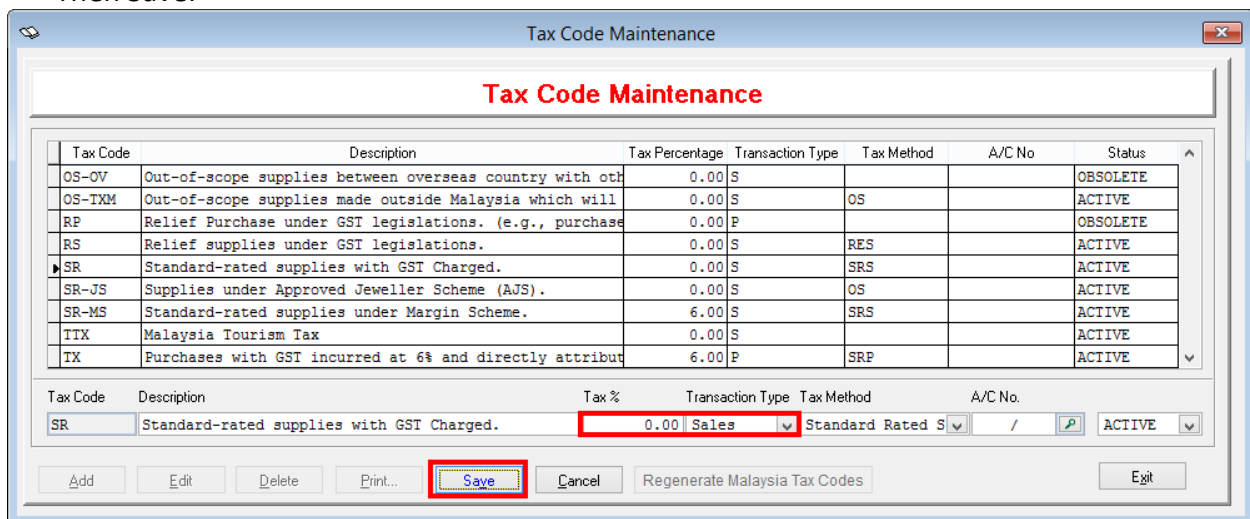 Then Save.
Tax Code Maintenance
Tax Code Maintenance
Tax Code Description Tax Percentage Transaction Type Tax Method A/C No Status
OS-OV Out-of-scope supplies between overseas country with oth 0.00 S OBSOLETE
OS-TXM Out-of-scope supplies made outside Malaysia which will 0.00 S OS ACTIVE
RP Relief Purchase under GST legislations. (e.g., purchase 0.00 P OBSOLETE
RS Relief supplies under GST legislations. 0.00 S RES ACTIVE
SR Standard-rated supplies with GST Charged. 0.00 S SRS ACTIVE
SR-JS Supplies under Approved Jeweller Scheme (AJS). 0.00 S OS ACTIVE
SR-MS Standard-rated supplies under Margin Scheme. 6.00 S SRS ACTIVE
TTX Malaysia Tourism Tax 0.00 S ACTIVE
TX Purchases with GST incurred at 6% and directly attribut 6.00 P SRP ACTIVE
Tax Code Description Tax % Transaction Type Tax Method A/C No.
SR Standard-rated supplies with GST Charged. 0.00 Sales Standard Rated S / ACTIVE
Add Edit Delete Print... Save Cancel Regenerate Malaysia Tax Codes Exit